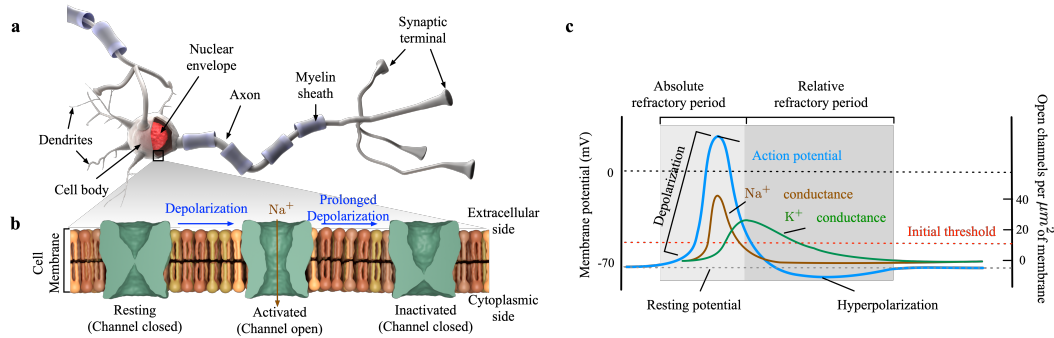 a
Nuclear
envelope
Axon
Myelin
sheath
Synaptic
terminal
Dendrites
Cell body
b
Depolarization
Na+
Prolonged
Depolarization
Extracellular
side
Cell
Membrane
Cytoplasmic
side
Resting
(Channel closed)
Activated
(Channel open)
Inactivated
(Channel closed)
c
Absolute
refractory period
Relative
refractory period
Membrane potential (mV)
0
-70
Depolarization
Action potential
Na+ conductance
K+ conductance
Initial threshold
Resting potential
Hyperpolarization
40
20
0
Open channels per μm2 of membrane